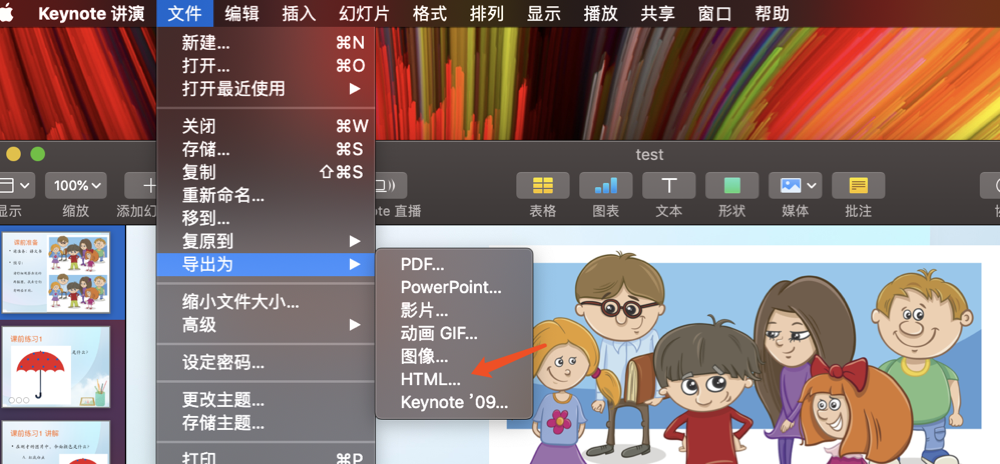 Keynote 讲演 文件 编辑 插入 幻灯片 格式 排列 显示 播放 共享 窗口 帮助
新建... ⌘N
打开... ⌘O
打开最近使用 ▶
关闭 ⌘W
存储... ⌘S
复制 ⇧⌘S
重新命名...
移到...
复原到 ▶
导出为 ▶
缩小文件大小...
高级 ▶
设定密码...
更改主题...
存储主题...
打印 ⌘P
PDF...
PowerPoint...
影片...
动画 GIF...
图像...
HTML...
Keynote '09...
test
100%
显示 缩放 添加幻 te 直播 表格 图表 文本 形状 媒体 批注
课前准备
课前练习1
是什么?
课前练习1 讲解